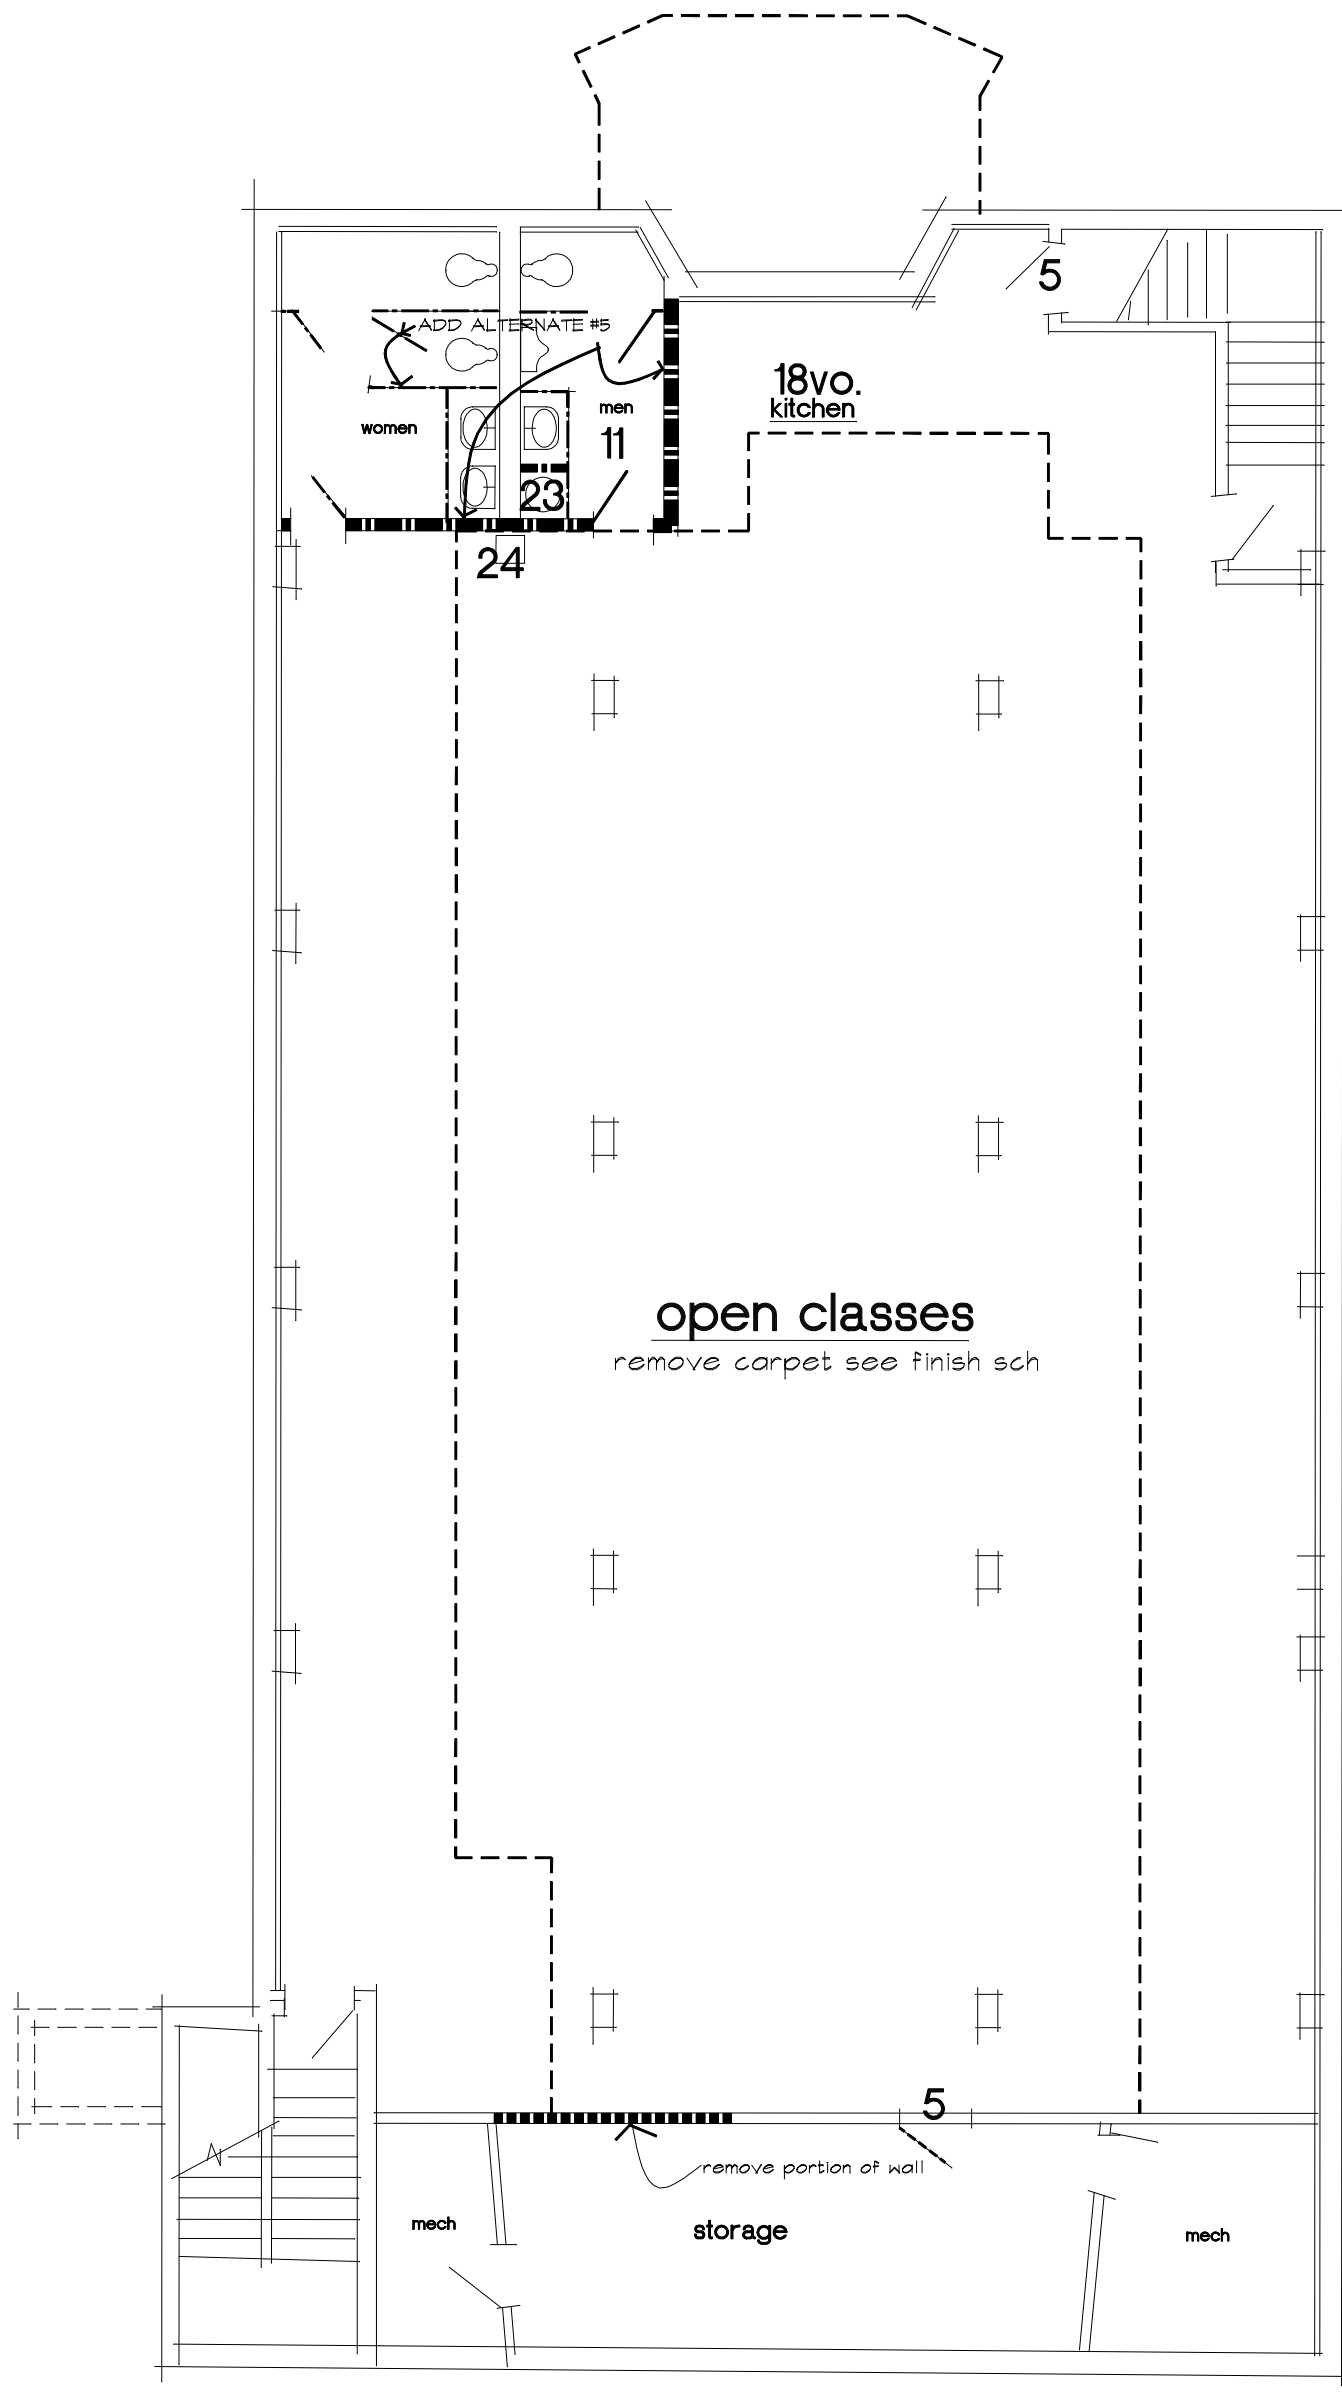 5
ADD ALTERNATE #5
18vo.
kitchen
men
women
11
23
24
open classes
remove carpet see finish sch
5
N
remove portion of wall
mech
storage
mech